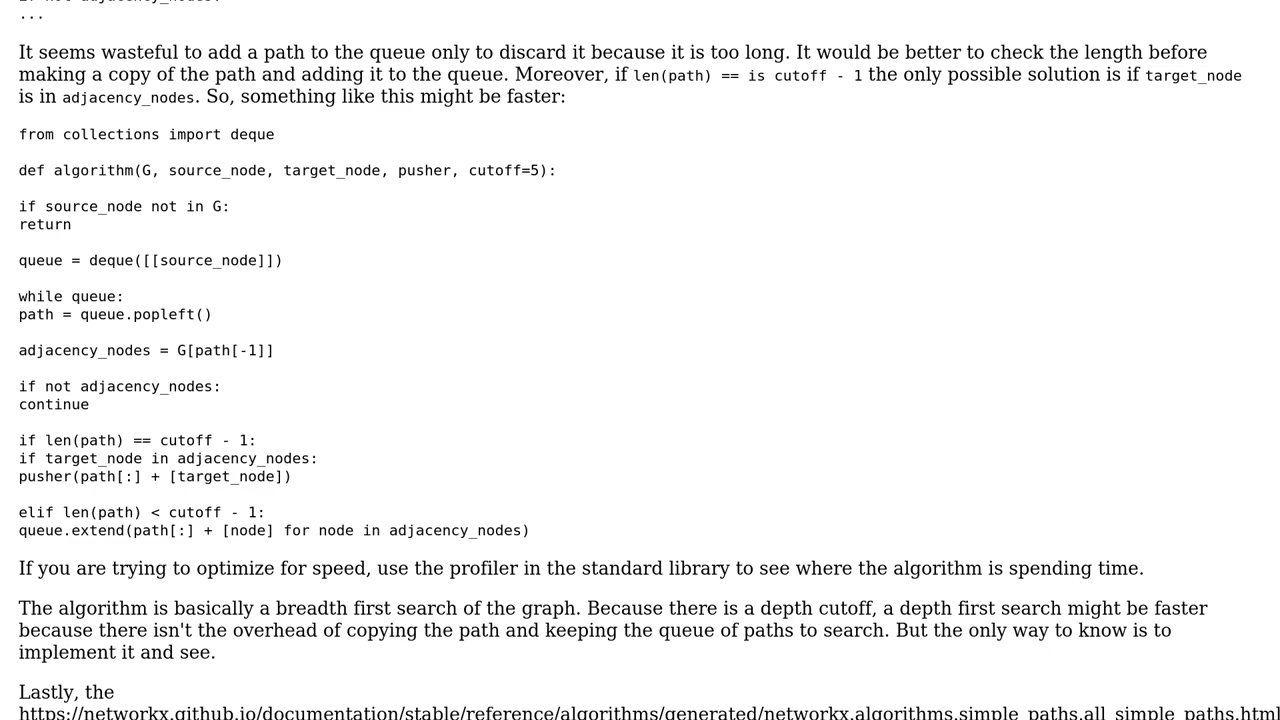 ...
It seems wasteful to add a path to the queue only to discard it because it is too long. It would be better to check the length before
making a copy of the path and adding it to the queue. Moreover, if len(path) == is cutoff - 1 the only possible solution is if target_node
is in adjacency_nodes. So, something like this might be faster:
from collections import deque
def algorithm(G, source_node, target_node, pusher, cutoff=5):
if source_node not in G:
return
queue = deque([[source_node]])
while queue:
path = queue.popleft()
adjacency_nodes = G[path[-1]]
if not adjacency_nodes:
continue
if len(path) == cutoff - 1:
if target_node in adjacency_nodes:
pusher(path[:] + [target_node])
elif len(path) < cutoff - 1:
queue.extend(path[:] + [node] for node in adjacency_nodes)
If you are trying to optimize for speed, use the profiler in the standard library to see where the algorithm is spending time.
The algorithm is basically a breadth first search of the graph. Because there is a depth cutoff, a depth first search might be faster
because there isn't the overhead of copying the path and keeping the queue of paths to search. But the only way to know is to
implement it and see.
Lastly, the
https://networkx.github.io/documentation/stable/reference/algorithms/generated/networkx.algorithms.simple_paths.all_simple_paths.html